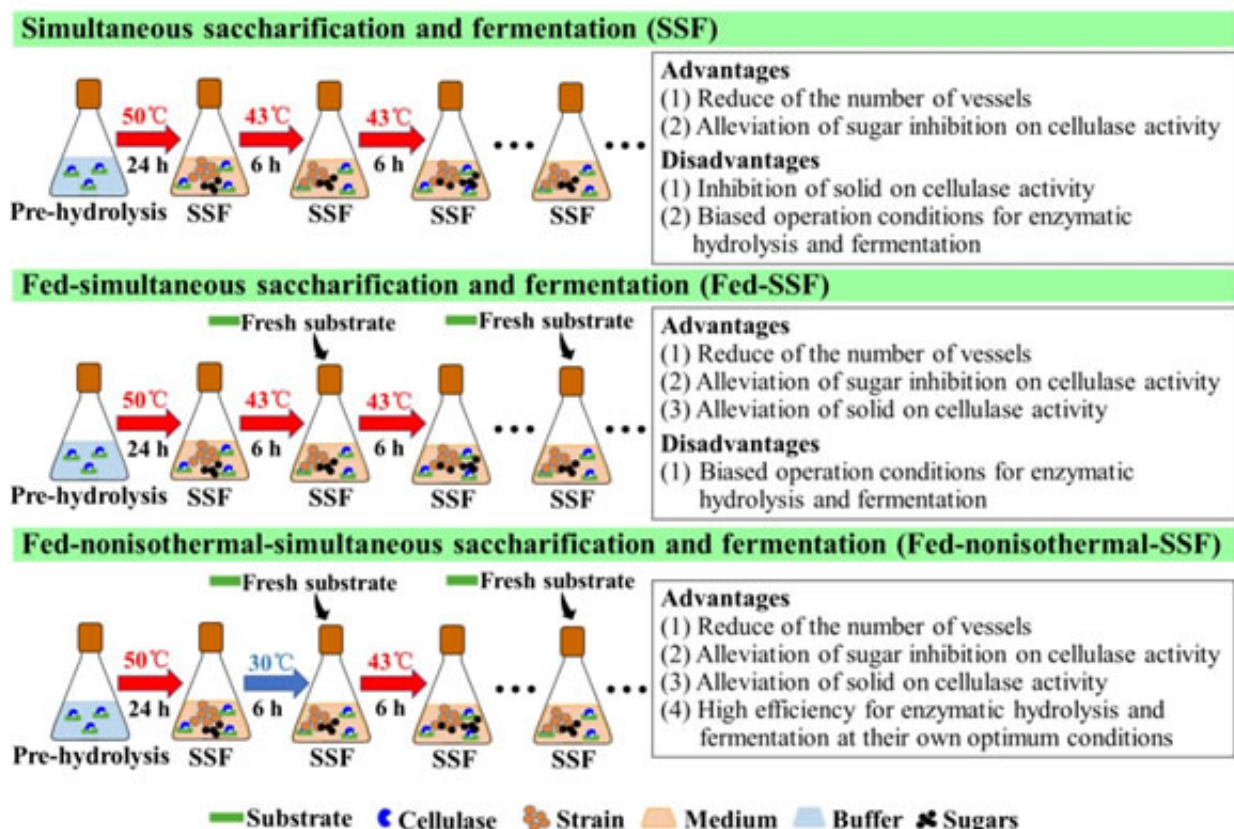 Simultaneous saccharification and fermentation (SSF)
50℃
24 h
43℃
6 h
43℃
6 h
••• •••
Pre-hydrolysis
SSF
SSF
SSF
SSF
Advantages
(1) Reduce of the number of vessels
(2) Alleviation of sugar inhibition on cellulase activity
Disadvantages
(1) Inhibition of solid on cellulase activity
(2) Biased operation conditions for enzymatic
hydrolysis and fermentation
Fed-simultaneous saccharification and fermentation (Fed-SSF)
Fresh substrate
Fresh substrate
50℃
24 h
43℃
6 h
43℃
6 h
••• •••
Pre-hydrolysis
SSF
SSF
SSF
SSF
Advantages
(1) Reduce of the number of vessels
(2) Alleviation of sugar inhibition on cellulase activity
(3) Alleviation of solid on cellulase activity
Disadvantages
(1) Biased operation conditions for enzymatic
hydrolysis and fermentation
Fed-nonisothermal-simultaneous saccharification and fermentation (Fed-nonisothermal-SSF)
Fresh substrate
Fresh substrate
50℃
24 h
30℃
6 h
43℃
6 h
••• •••
Pre-hydrolysis
SSF
SSF
SSF
SSF
Advantages
(1) Reduce of the number of vessels
(2) Alleviation of sugar inhibition on cellulase activity
(3) Alleviation of solid on cellulase activity
(4) High efficiency for enzymatic hydrolysis and
fermentation at their own optimum conditions
Substrate Cellulase Strain Medium Buffer Sugars